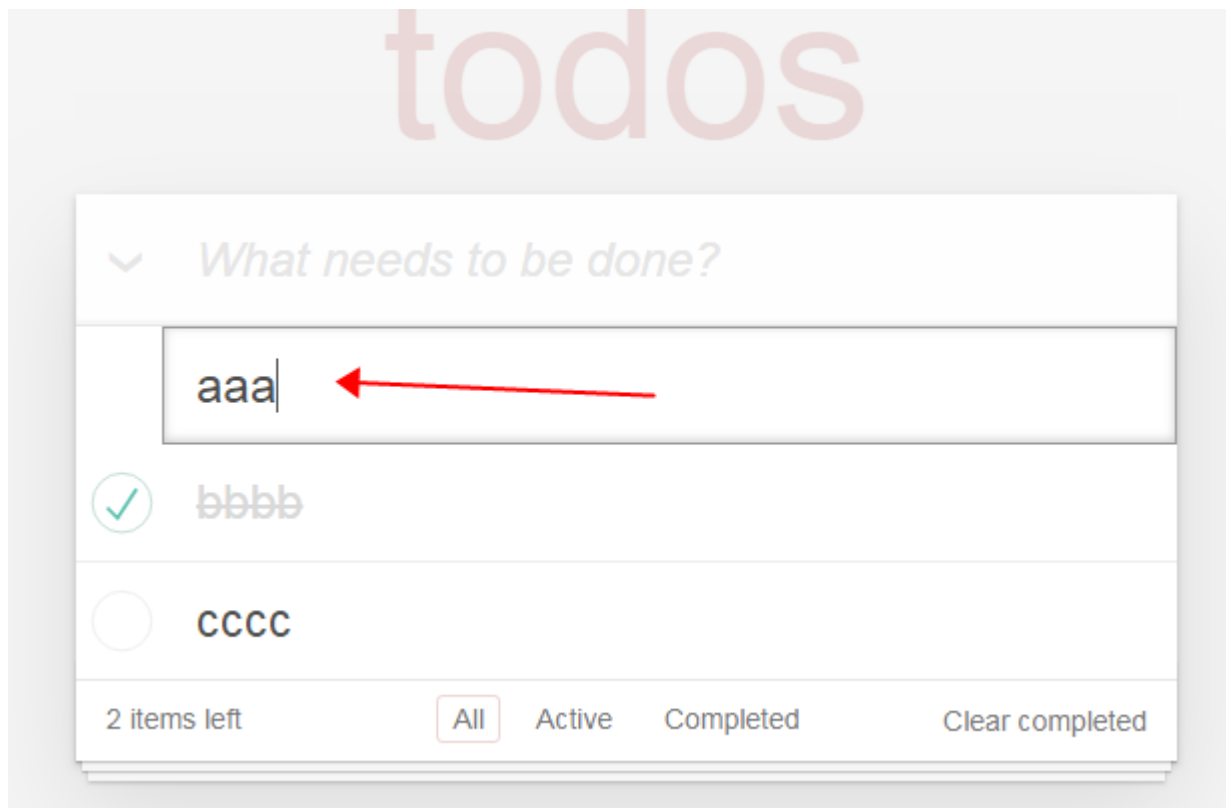 todos
What needs to be done?
aaa
bbbb
cccc
2 items left All Active Completed Clear completed